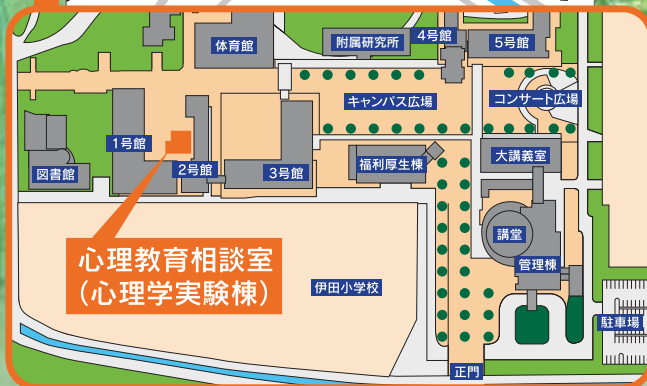 体育館
附属研究所
4号館
5号館
キャンパス広場
コンサート広場
1号館
2号館
3号館
図書館
福利厚生棟
大講義室
講堂
管理棟
心理教育相談室
（心理学実験棟）
伊田小学校
駐車場
正門